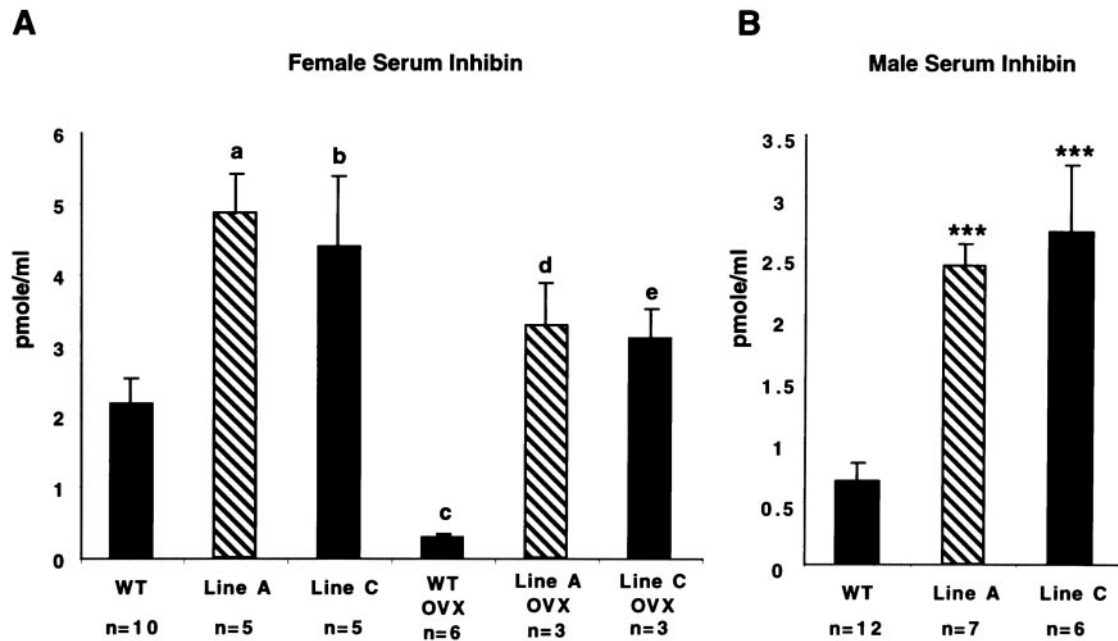 A
Female Serum Inhibin
pmole/ml
6
5
4
3
2
1
0
a
b
c
d
e
WT
n=10
Line A
n=5
Line C
n=5
WT
OVX
n=6
Line A
OVX
n=3
Line C
OVX
n=3
B
Male Serum Inhibin
pmole/ml
3.5
3
2.5
2
1.5
1
0.5
0
***
***
WT
n=12
Line A
n=7
Line C
n=6